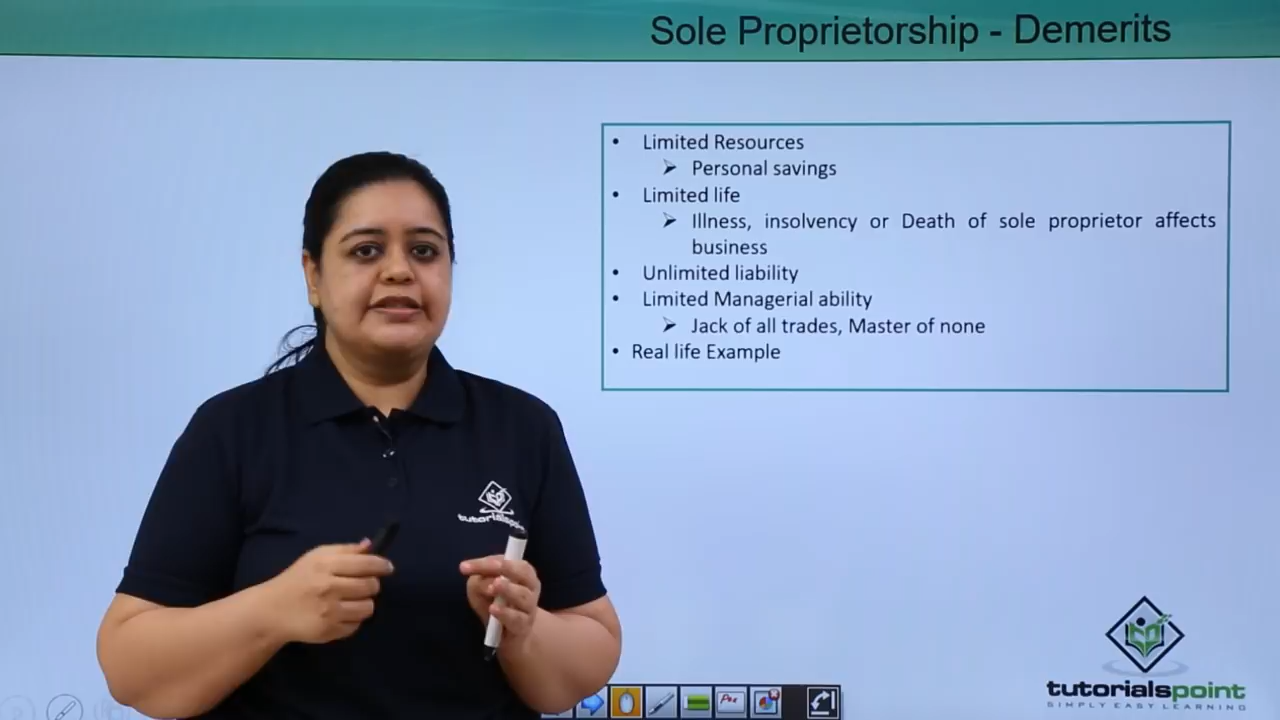 Sole Proprietorship - Demerits
• Limited Resources
➢ Personal savings
• Limited life
➢ Illness, insolvency or Death of sole proprietor affects
business
• Unlimited liability
• Limited Managerial ability
➢ Jack of all trades, Master of none
• Real life Example
tutorialspoint
tutorialspoint
SIMPLY EASY LEARNING